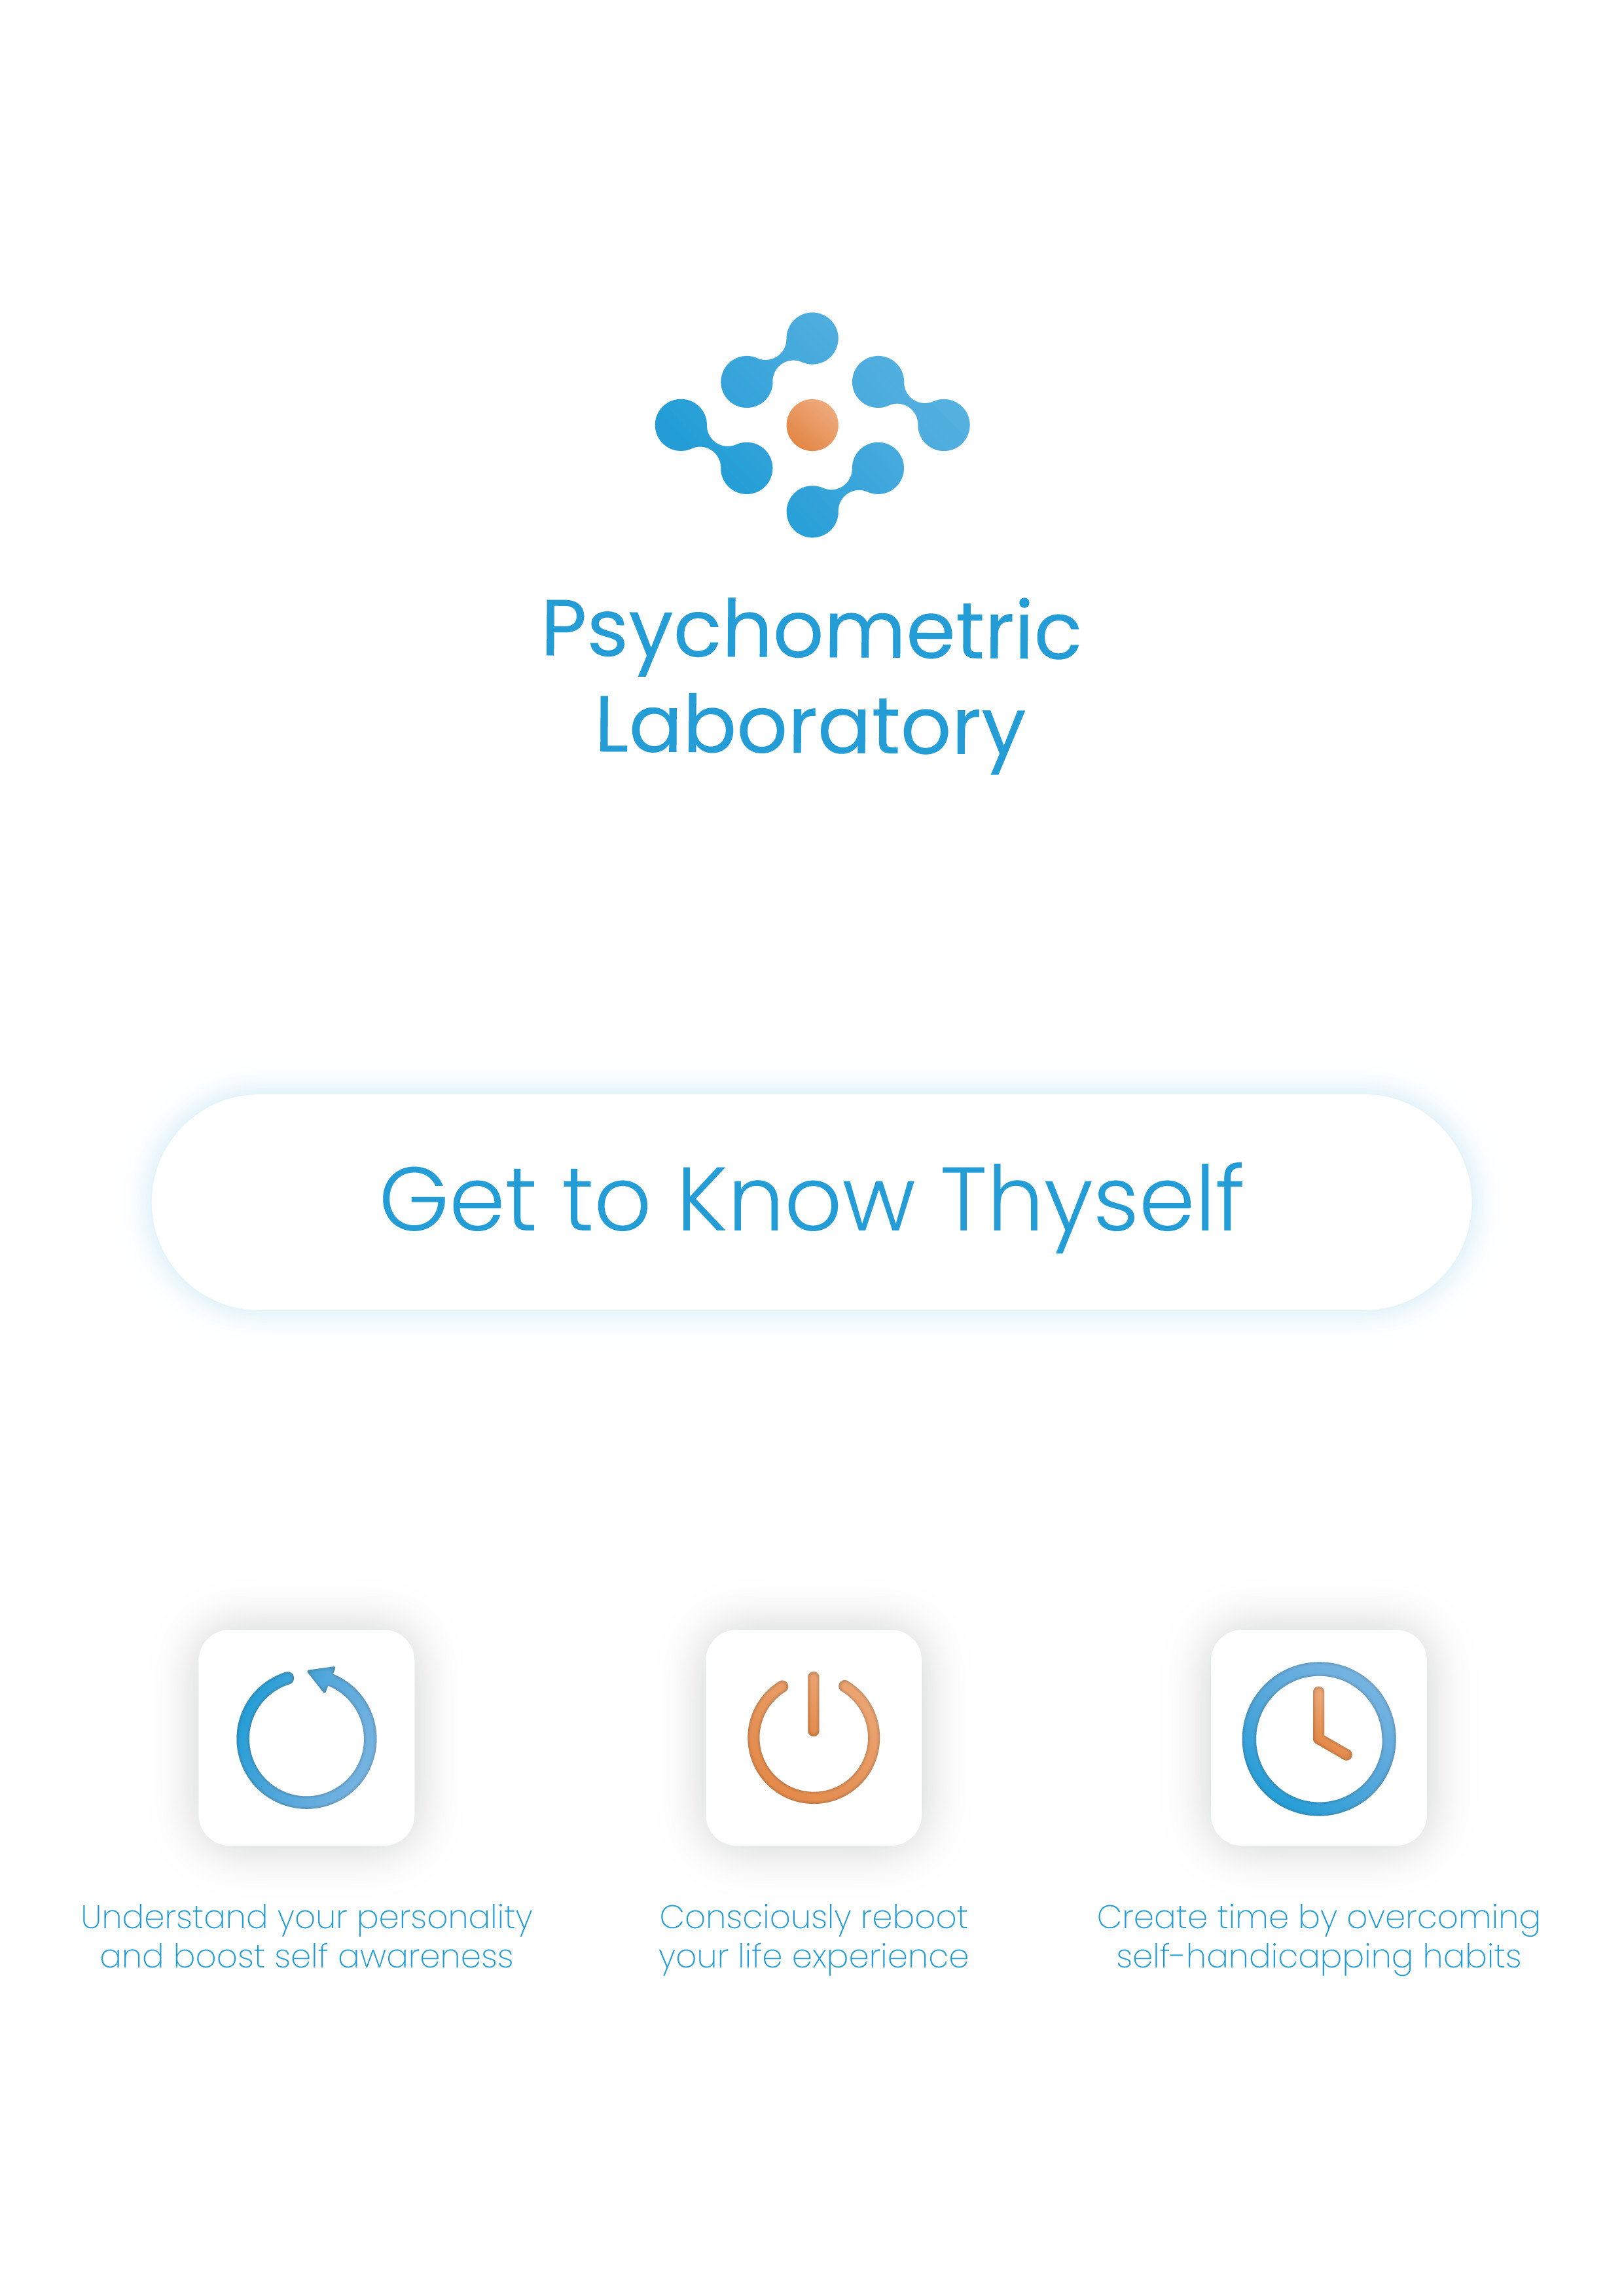 Psychometric
Laboratory
Get to Know Thyself
Understand your personality
and boost self awareness
Consciously reboot
your life experience
Create time by overcoming
self-handicapping habits